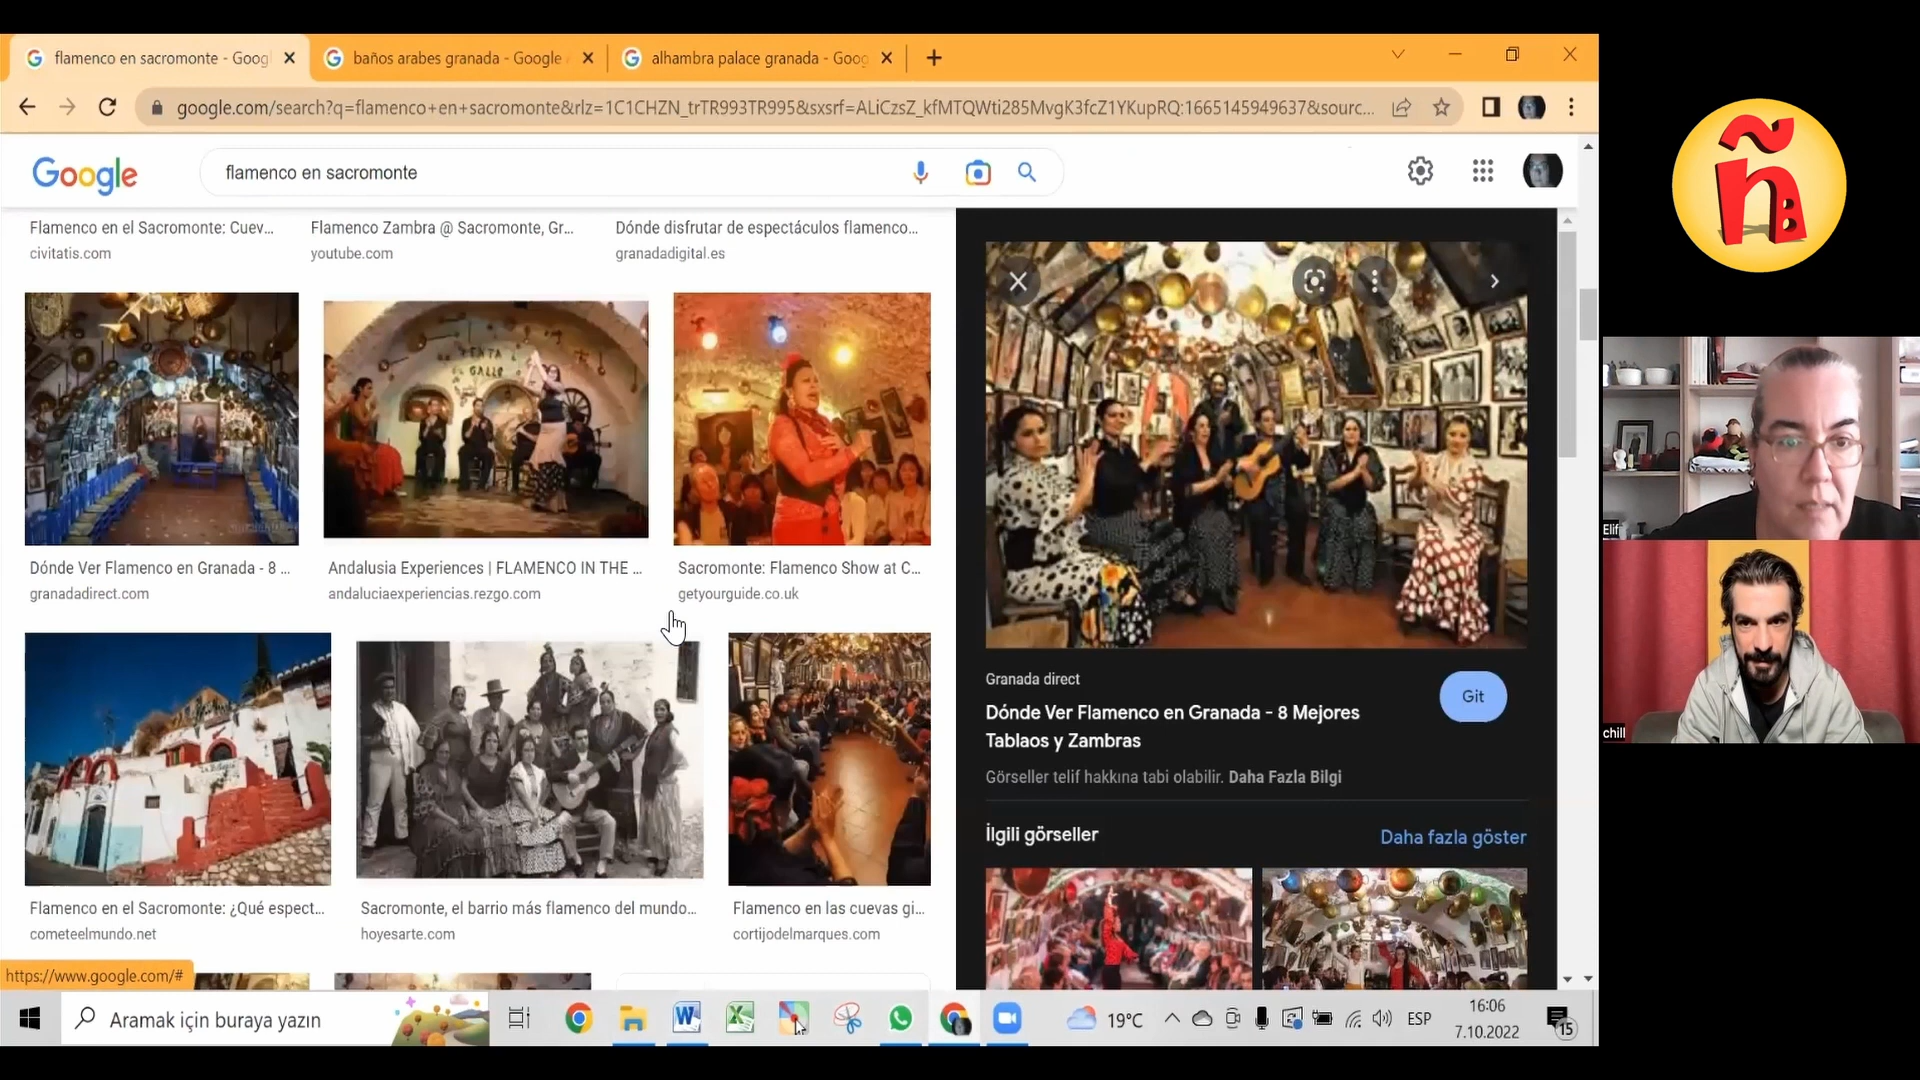 flamenco en sacromonte - Goog
baños arabes granada - Google
alhambra palace granada - Goog
google.com/search?q=flamenco+en+sacromonte&rlz=1C1CHZN_trTR993TR995&sxsrf=ALiCzsZ_kfMTQWti285MvgK3fcZ1YKupRQ:1665145949637&sourc...
Google
flamenco en sacromonte
Flamenco en el Sacromonte: Cuev...
civitatis.com
Flamenco Zambra @ Sacromonte, Gr...
youtube.com
Dónde disfrutar de espectáculos flamenco...
granadadigital.es
Dónde Ver Flamenco en Granada - 8 ...
granadadirect.com
Andalusia Experiences | FLAMENCO IN THE ...
andaluciaexperiencias.rezgo.com
Sacromonte: Flamenco Show at C...
getyourguide.co.uk
Flamenco en el Sacromonte: ¿Qué espect...
cometeelmundo.net
Sacromonte, el barrio más flamenco del mundo...
hoyesarte.com
Flamenco en las cuevas gi...
cortijodelmarques.com
Granada direct
Dónde Ver Flamenco en Granada - 8 Mejores
Tablaos y Zambras
Git
Görseller telif hakkına tabi olabilir. Daha Fazla Bilgi
İlgili görseller
Daha fazla göster
https://www.google.com/#
Aramak için buraya yazın
19°C
ESP
16:06
7.10.2022
15
ñ
Elif
chill